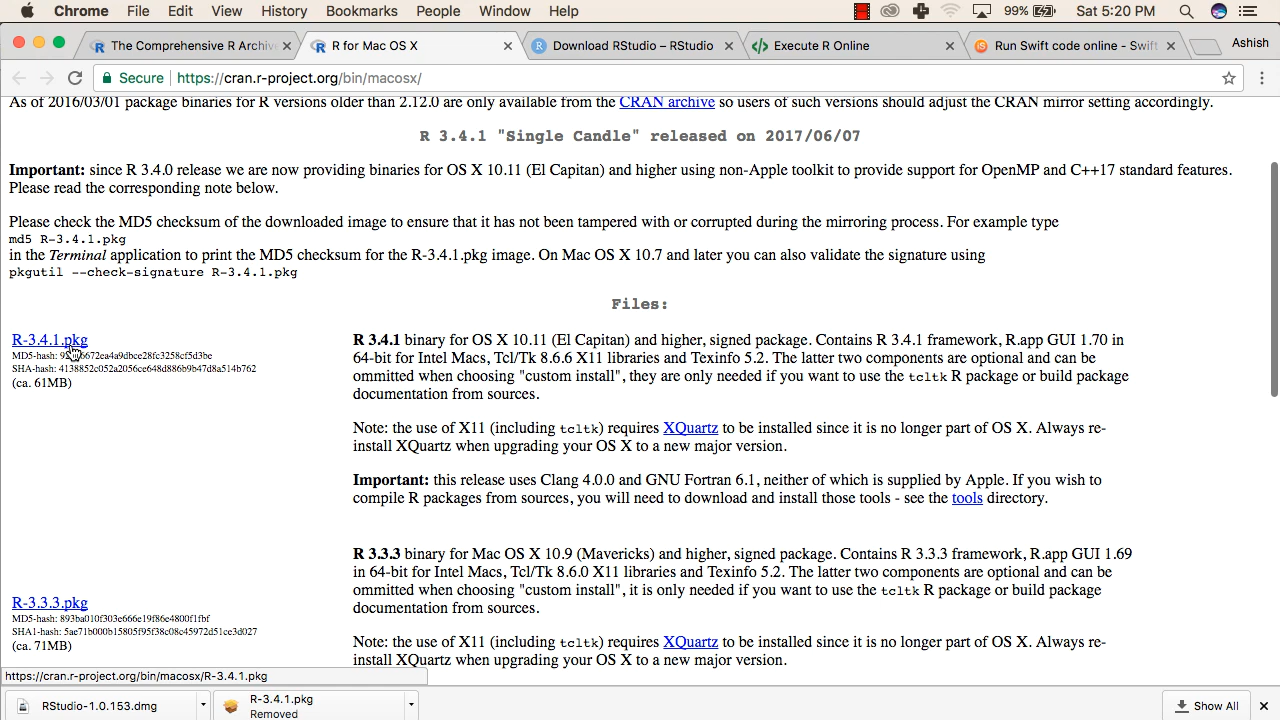 Chrome File Edit View History Bookmarks People Window Help 99% Sat 5:20 PM
The Comprehensive R Archiv
R for Mac OS X
Download RStudio – RStudio
Execute R Online
Run Swift code online - Swift
Ashish
Secure https://cran.r-project.org/bin/macosx/
As of 2016/03/01 package binaries for R versions older than 2.12.0 are only available from the CRAN archive so users of such versions should adjust the CRAN mirror setting accordingly.
R 3.4.1 "Single Candle" released on 2017/06/07
Important: since R 3.4.0 release we are now providing binaries for OS X 10.11 (El Capitan) and higher using non-Apple toolkit to provide support for OpenMP and C++17 standard features.
Please read the corresponding note below.
Please check the MD5 checksum of the downloaded image to ensure that it has not been tampered with or corrupted during the mirroring process. For example type
md5 R-3.4.1.pkg
in the Terminal application to print the MD5 checksum for the R-3.4.1.pkg image. On Mac OS X 10.7 and later you can also validate the signature using
pkgutil --check-signature R-3.4.1.pkg
Files:
R-3.4.1.pkg
MD5-hash:
SHA-hash: 4138852c052a2056ce648d886b9b47d8a514b762
(ca. 61MB)
R 3.4.1 binary for OS X 10.11 (El Capitan) and higher, signed package. Contains R 3.4.1 framework, R.app GUI 1.70 in
64-bit for Intel Macs, Tcl/Tk 8.6.6 X11 libraries and Texinfo 5.2. The latter two components are optional and can be
ommitted when choosing "custom install", they are only needed if you want to use the tcltk R package or build package
documentation from sources.
Note: the use of X11 (including tcltk) requires XQuartz to be installed since it is no longer part of OS X. Always re-
install XQuartz when upgrading your OS X to a new major version.
Important: this release uses Clang 4.0.0 and GNU Fortran 6.1, neither of which is supplied by Apple. If you wish to
compile R packages from sources, you will need to download and install those tools - see the tools directory.
R-3.3.3.pkg
MD5-hash: 893ba010f303e666e19f86e4800f1fbf
SHA1-hash: 5ae71b000b15805f95f38c08c45972d51ce3d027
(ca. 71MB)
R 3.3.3 binary for Mac OS X 10.9 (Mavericks) and higher, signed package. Contains R 3.3.3 framework, R.app GUI 1.69
in 64-bit for Intel Macs, Tcl/Tk 8.6.0 X11 libraries and Texinfo 5.2. The latter two components are optional and can be
ommitted when choosing "custom install", it is only needed if you want to use the tcltk R package or build package
documentation from sources.
Note: the use of X11 (including tcltk) requires XQuartz to be installed since it is no longer part of OS X. Always re-
install XQuartz when upgrading your OS X to a new major version.
https://cran.r-project.org/bin/macosx/R-3.4.1.pkg
RStudio-1.0.153.dmg
R-3.4.1.pkg
Removed
Show All